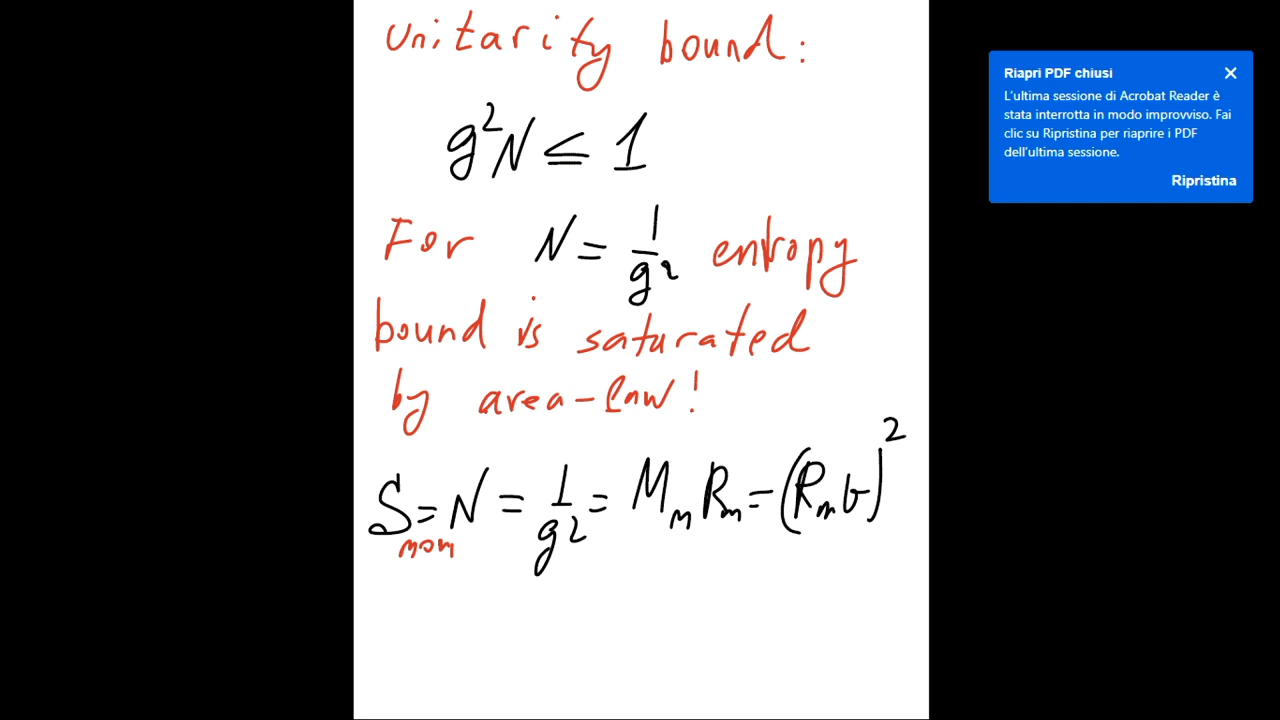 Unitarity bound:
g²N ≤ 1
For N = 1/g² entropy
bound is saturated
by area-law!
S_mon = N = 1/g² = M_m R_m = (R_m v)²
Riapri PDF chiusi
L'ultima sessione di Acrobat Reader è
stata interrotta in modo improvviso. Fai
clic su Ripristina per riaprire i PDF
dell'ultima sessione.
Ripristina